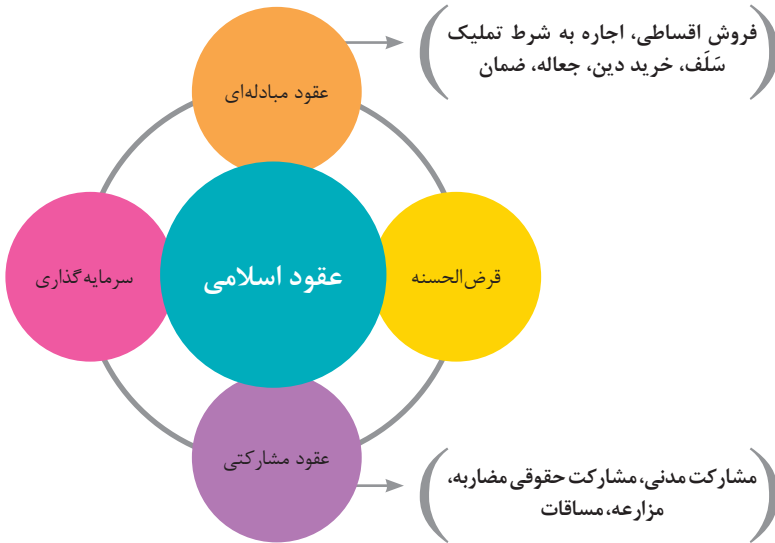 فروش اقساطی، اجاره به شرط تملیک
سَلَف، خرید دین، جعاله، ضمان
عقود مبادله‌ای
قرض‌الحسنه
عقود اسلامی
سرمایه‌گذاری
عقود مشارکتی
مشارکت مدنی، مشارکت حقوقی مضاربه،
مزارعه، مساقات